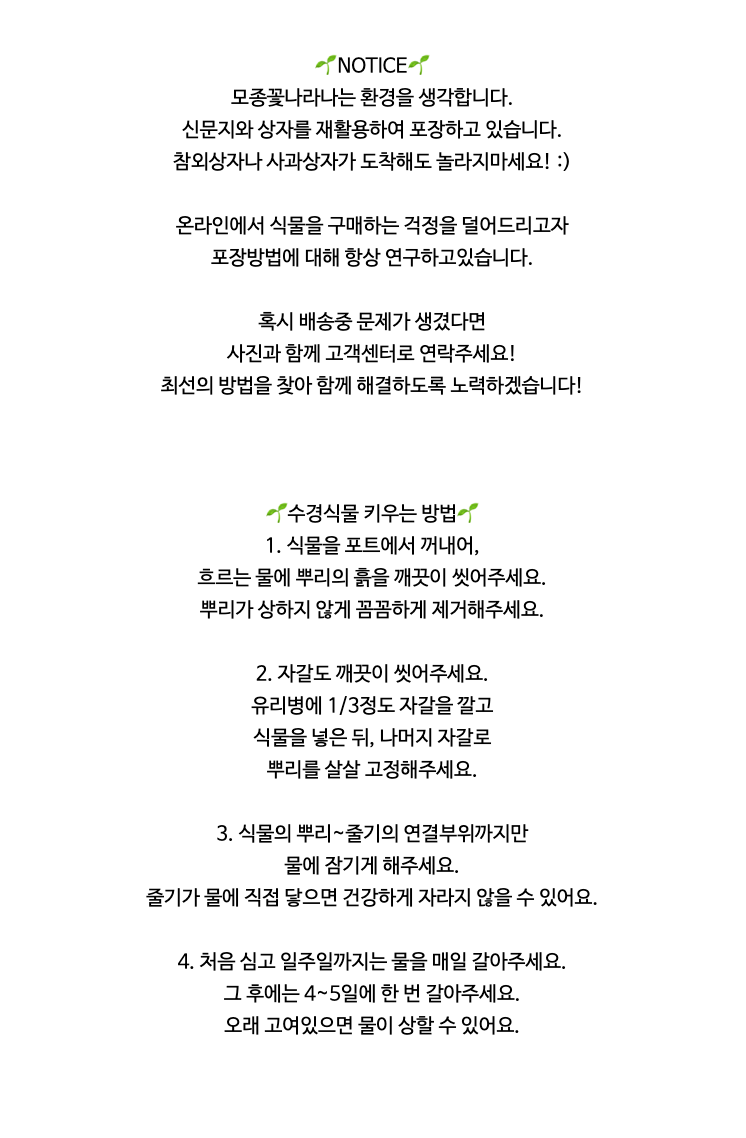 🌱NOTICE🌱
모종꽃나라나는 환경을 생각합니다.
신문지와 상자를 재활용하여 포장하고 있습니다.
참외상자나 사과상자가 도착해도 놀라지마세요! :)
온라인에서 식물을 구매하는 걱정을 덜어드리고자
포장방법에 대해 항상 연구하고있습니다.
혹시 배송중 문제가 생겼다면
사진과 함께 고객센터로 연락주세요!
최선의 방법을 찾아 함께 해결하도록 노력하겠습니다!
🌱수경식물 키우는 방법🌱
1. 식물을 포트에서 꺼내어,
흐르는 물에 뿌리의 흙을 깨끗이 씻어주세요.
뿌리가 상하지 않게 꼼꼼하게 제거해주세요.
2. 자갈도 깨끗이 씻어주세요.
유리병에 1/3정도 자갈을 깔고
식물을 넣은 뒤, 나머지 자갈로
뿌리를 살살 고정해주세요.
3. 식물의 뿌리~줄기의 연결부위까지만
물에 잠기게 해주세요.
줄기가 물에 직접 닿으면 건강하게 자라지 않을 수 있어요.
4. 처음 심고 일주일까지는 물을 매일 갈아주세요.
그 후에는 4~5일에 한 번 갈아주세요.
오래 고여있으면 물이 상할 수 있어요.